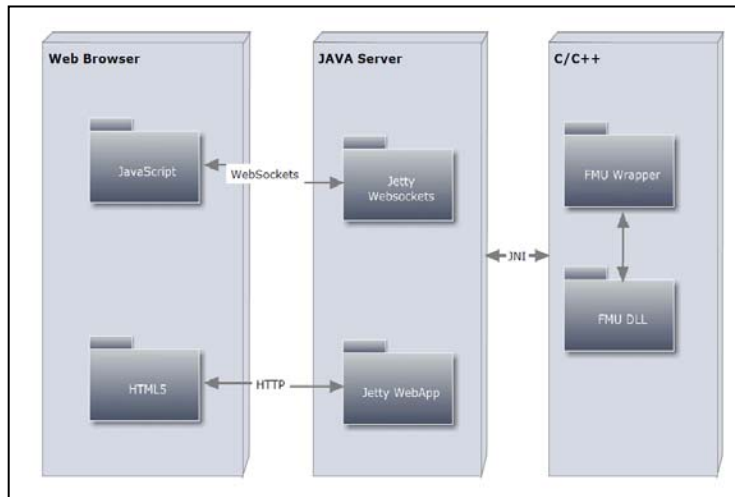 Web Browser
JAVA Server
C/C++
JavaScript
WebSockets
Jetty
Websockets
FMU Wrapper
JNI
FMU DLL
HTML5
HTTP
Jetty WebApp